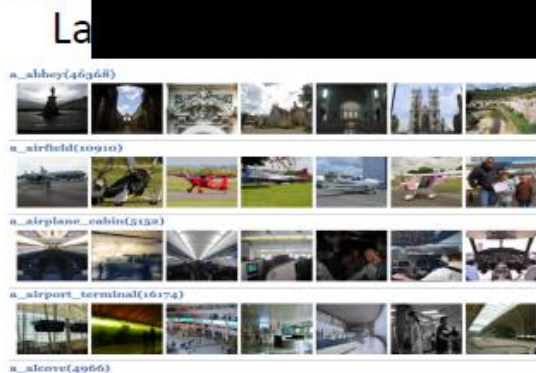 La
a_abbey(46368)
a_airfield(10910)
a_airplane_cabin(5152)
a_airport_terminal(16174)
a_alcove(4966)